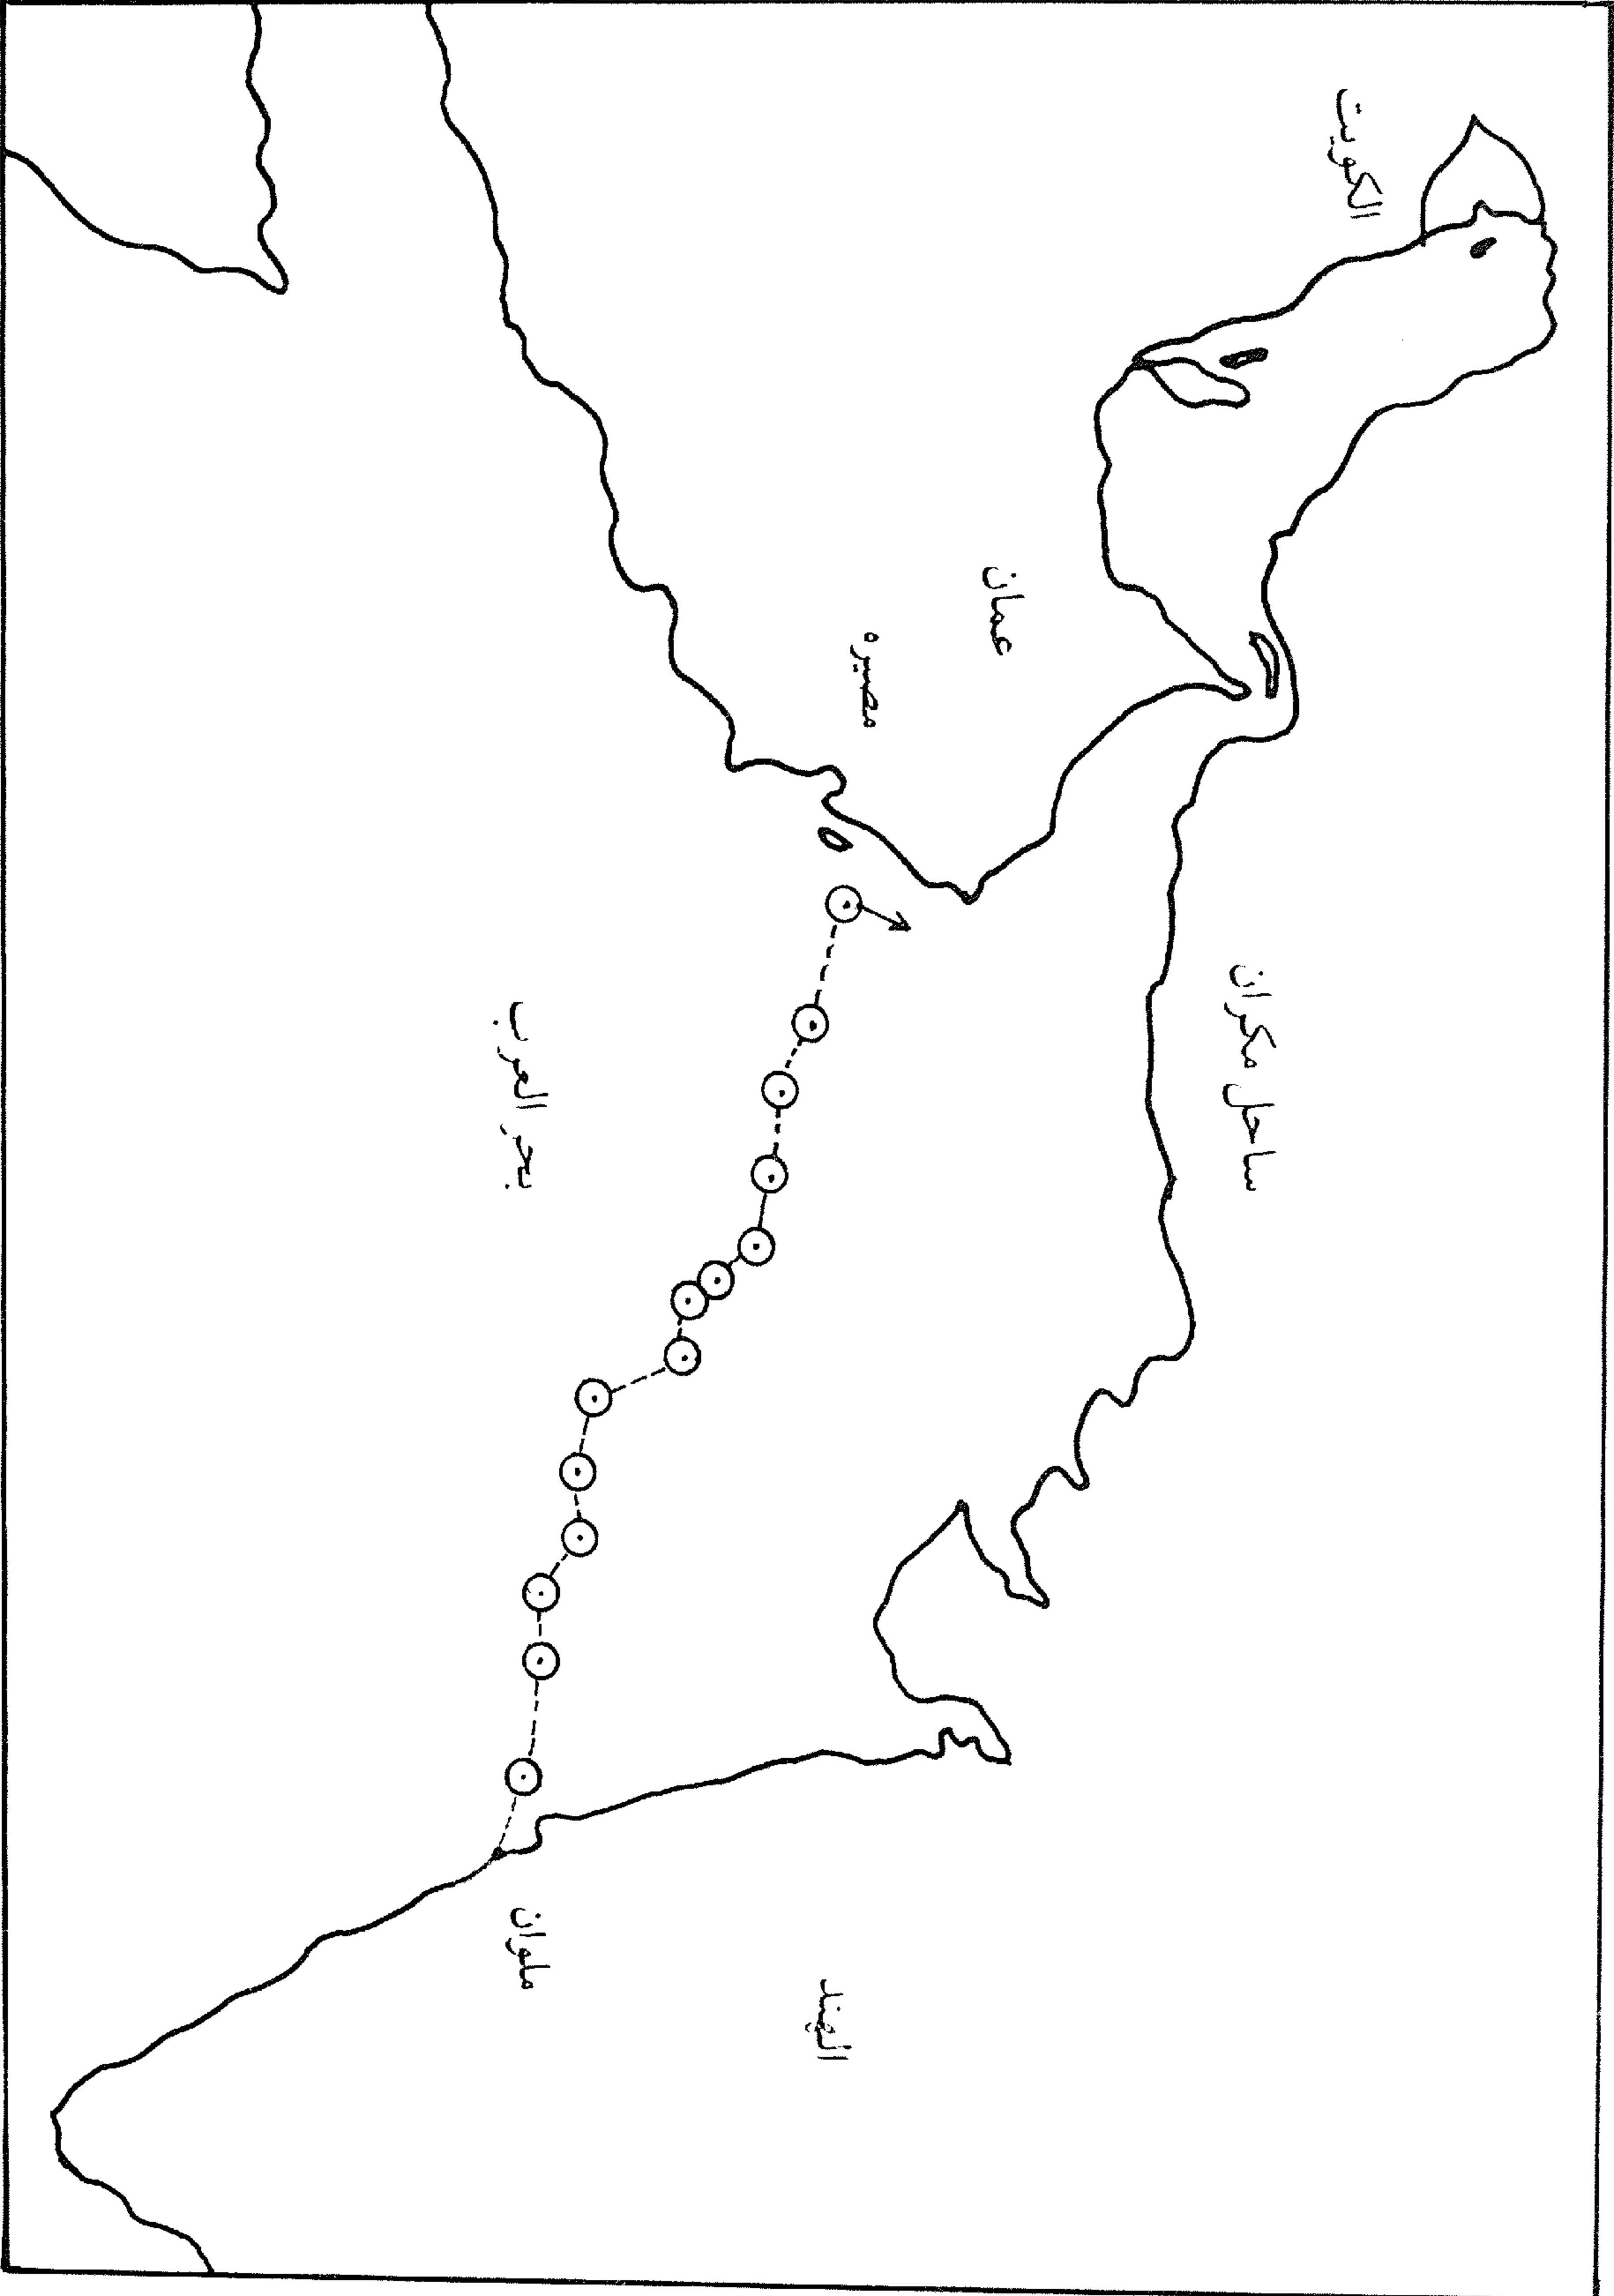 الكويت
عمان
مصيره
ساحل مكران
بحر العرب
ملوان
الهند